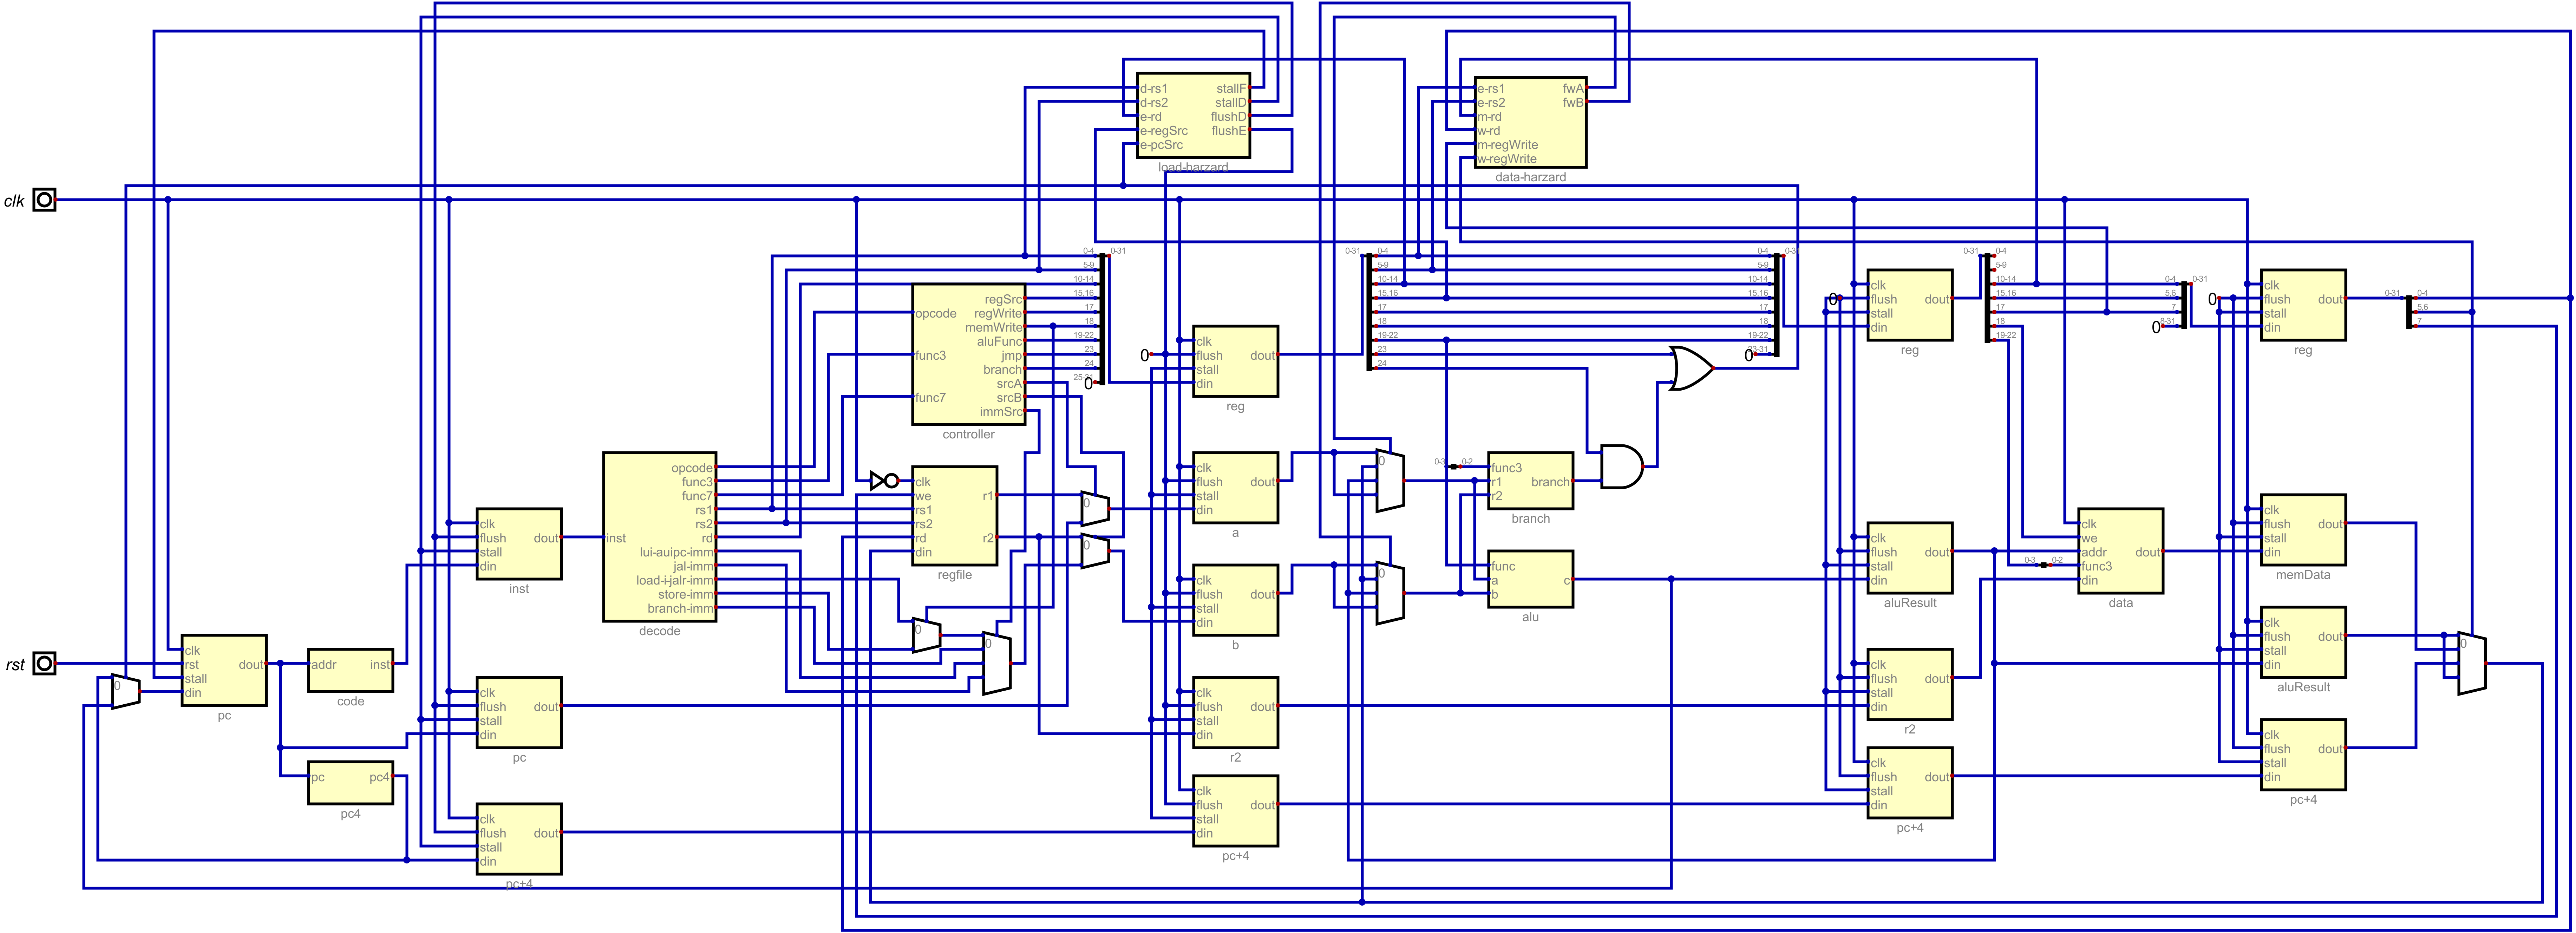 d-rs1 stallF
d-rs2 stallD
e-rd flushD
e-regSrc flushE
e-pcSrc
load-harzard
e-rs1 fwA
e-rs2 fwB
m-rd
w-rd
m-regWrite
w-regWrite
data-harzard
clk
0-4 0-31
5-9
10-14
15,16
17
18
19-22
23
24
0
regSrc
regWrite
opcode memWrite
aluFunc
func3 jmp
branch
srcA
func7 srcB
immSrc
controller
0
clk
flush dout
stall
din
reg
0-31 0-4
5-9
10-14
15,16
17
18
19-22
23
24
0-4
5-9
10-14
15,16
17
18
19-22
23-31
0
0
clk
flush dout
stall
din
reg
0-31 0-4
5-9
10-14
15,16
17
18
19-22
0-4 0-31
5,6
7
8-31
0
0
clk
flush dout
stall
din
reg
0-31 0-4
5,6
7
opcode
func3
func7
rs1
rs2
inst rd
lui-auipc-imm
jal-imm
load-i-jalr-imm
store-imm
branch-imm
decode
clk
we r1
rs1
rs2
rd r2
din
regfile
0
0
0
0
clk
flush dout
stall
din
a
clk
flush dout
stall
din
b
0
0
0-3 0-2
func3
r1 branch
r2
branch
func
a c
b
alu
clk
flush dout
stall
din
inst
clk
flush dout
stall
din
aluResult
clk
we
addr dout
func3
din
data
0-3 0-2
clk
flush dout
stall
din
memData
clk
flush dout
stall
din
aluResult
0
rst
0
clk
rst dout
stall
din
pc
addr inst
code
clk
flush dout
stall
din
pc
clk
flush dout
stall
din
r2
clk
flush dout
stall
din
r2
pc pc4
pc4
clk
flush dout
stall
din
pc+4
clk
flush dout
stall
din
pc+4
clk
flush dout
stall
din
pc+4
clk
flush dout
stall
din
pc+4